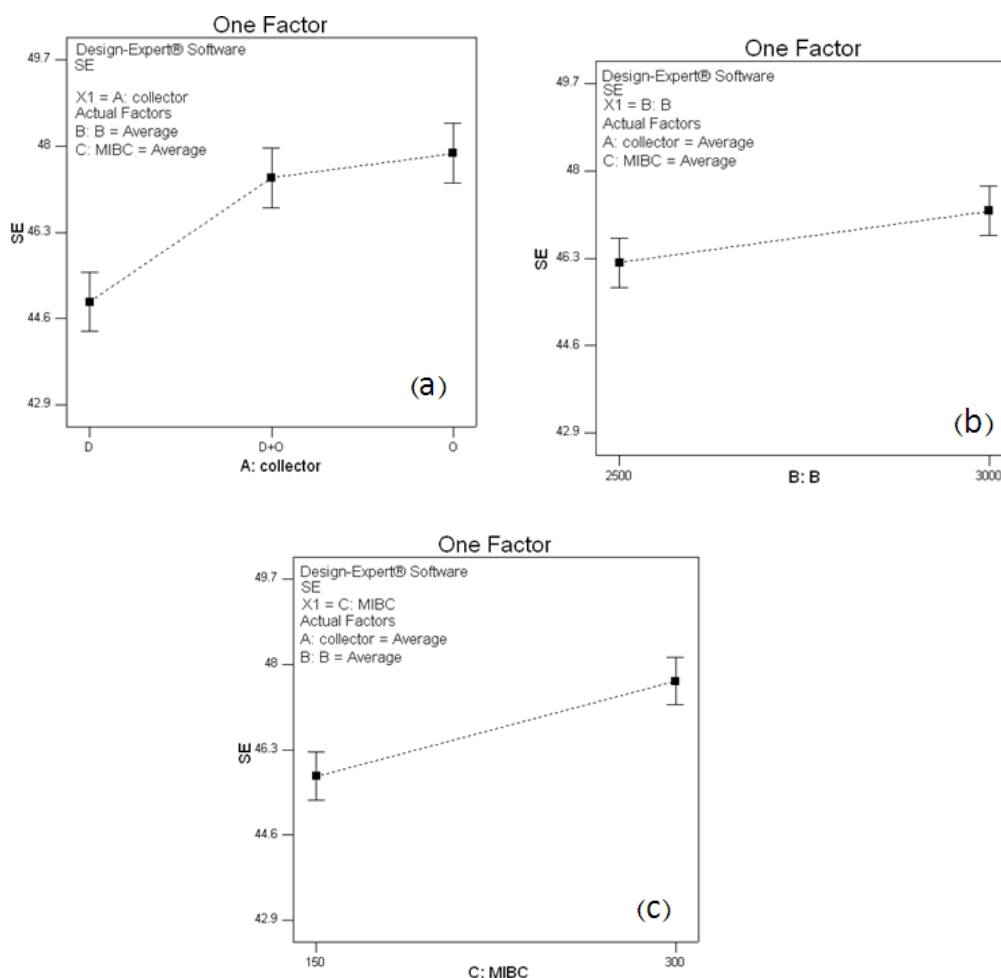 One Factor
Design-Expert® Software
SE
X1 = A: collector
Actual Factors
B: B = Average
C: MIBC = Average
49.7
48
46.3
44.6
42.9
SE
(a)
D
D+O
O
A: collector
One Factor
Design-Expert® Software
SE
X1 = B: B
Actual Factors
A: collector = Average
C: MIBC = Average
49.7
48
46.3
44.6
42.9
SE
(b)
2500
3000
B: B
One Factor
Design-Expert® Software
SE
X1 = C: MIBC
Actual Factors
A: collector = Average
B: B = Average
49.7
48
46.3
44.6
42.9
SE
(c)
150
300
C: MIBC